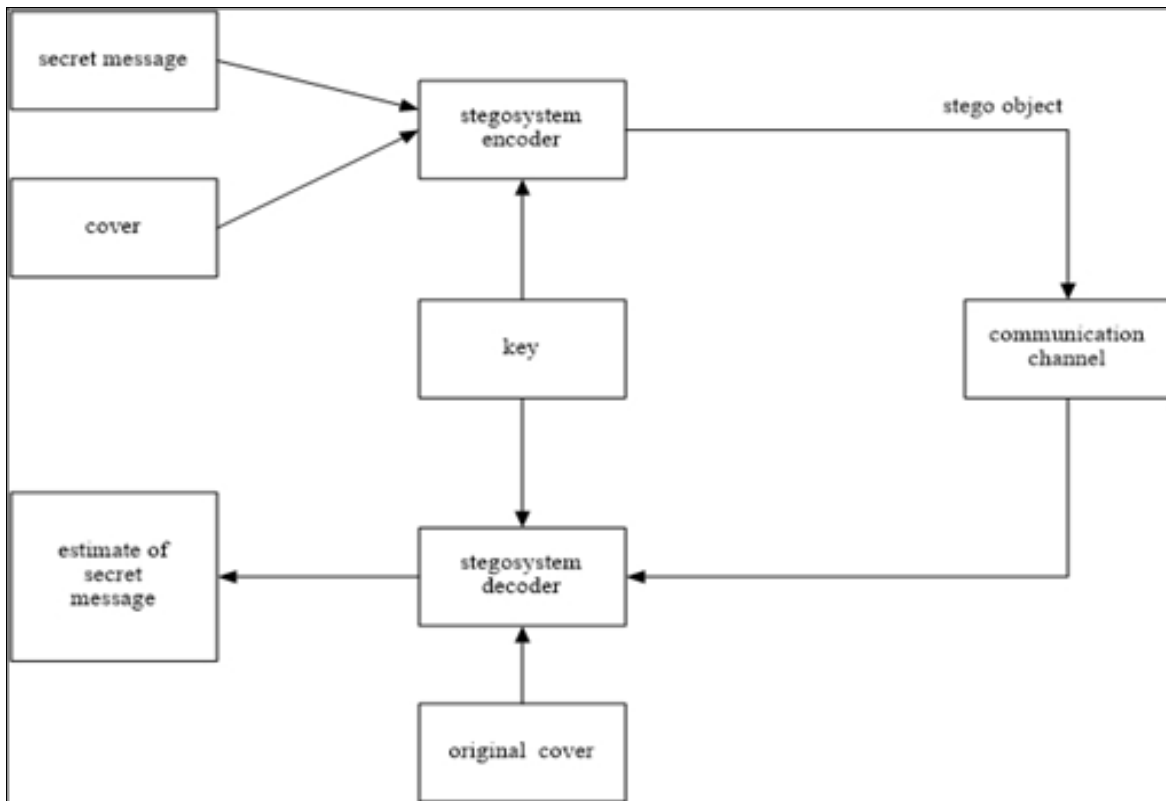 secret message
stegosystem
encoder
stego object
cover
key
communication
channel
estimate of
secret
message
stegosystem
decoder
original cover